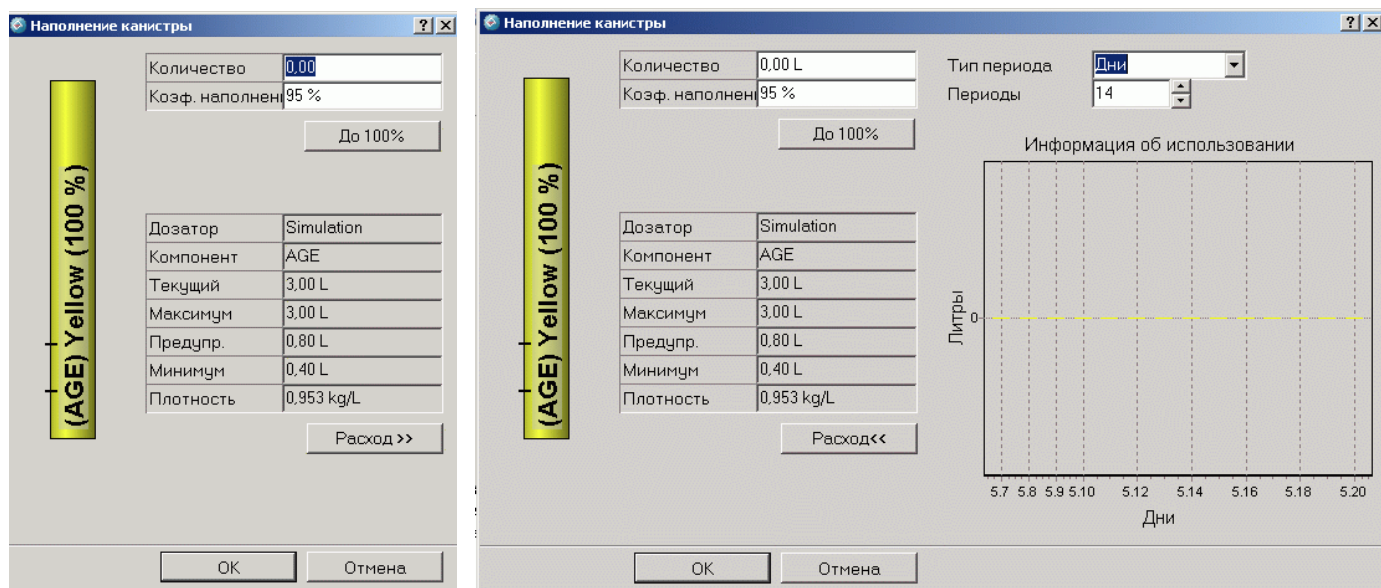 Наполнение канистры
Количество 0,00
Коэф. наполнени 95 %
До 100%
(AGE) Yellow (100 %)
Дозатор Simulation
Компонент AGE
Текущий 3,00 L
Максимум 3,00 L
Предупр. 0,80 L
Минимум 0,40 L
Плотность 0,953 kg/L
Расход >>
OK Отмена
Наполнение канистры
Количество 0,00 L
Коэф. наполнени 95 %
До 100%
(AGE) Yellow (100 %)
Дозатор Simulation
Компонент AGE
Текущий 3,00 L
Максимум 3,00 L
Предупр. 0,80 L
Минимум 0,40 L
Плотность 0,953 kg/L
Расход<<
Тип периода Дни
Периоды 14
Информация об использовании
Литры
0
5.7 5.8 5.9 5.10 5.12 5.14 5.16 5.18 5.20
Дни
OK Отмена